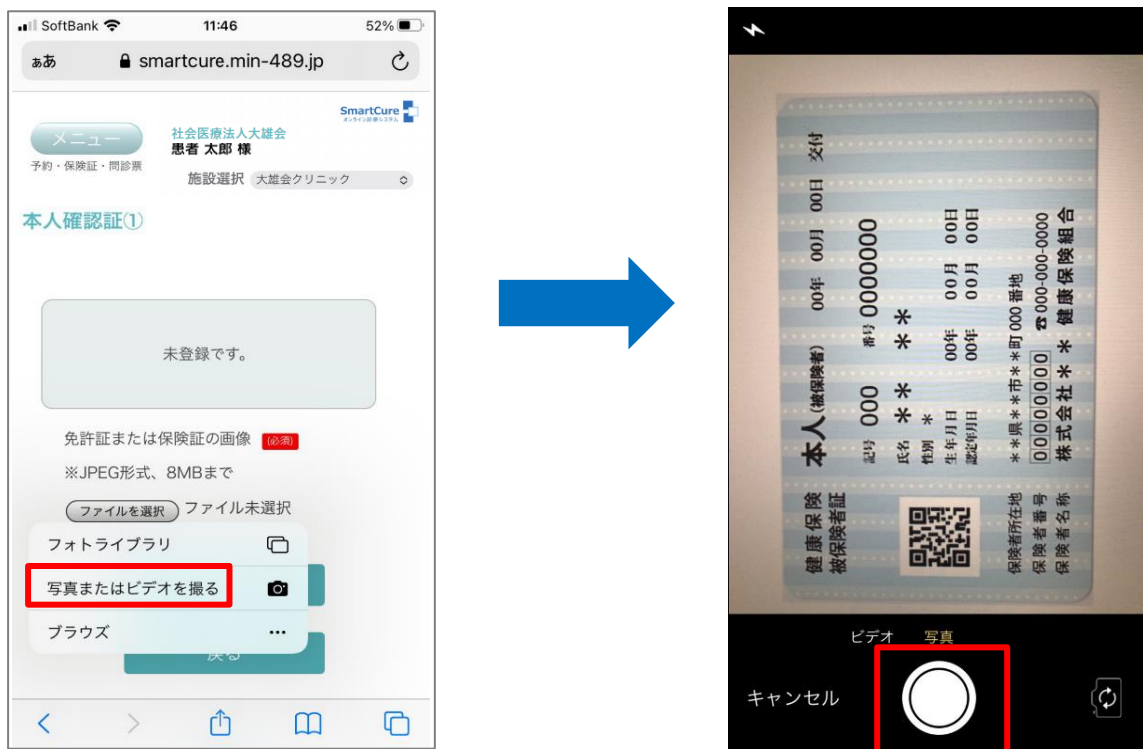 SoftBank 11:46 52%
ぁあ smartcure.min-489.jp
SmartCure
メニュー
予約・保険証・問診票
社会医療法人大雄会
患者 太郎 様
施設選択 大雄会クリニック
本人確認証①
未登録です。
免許証または保険証の画像 (必須)
※JPEG形式、8MBまで
ファイルを選択 ファイル未選択
フォトライブラリ
写真またはビデオを撮る
ブラウズ
戻る
健康保険
被保険者証
本人(被保険者) 00年 00月 00日 交付
記号 000 番号 0000000
氏名 ** **
性別 *
生年月日 00年 00月 00日
認定年月日 00年 00月 00日
保険者所在地 **県**市**町000番地
保険者番号 00000000 ☎000-000-0000
保険者名称 株式会社** 健康保険組合
ビデオ 写真
キャンセル